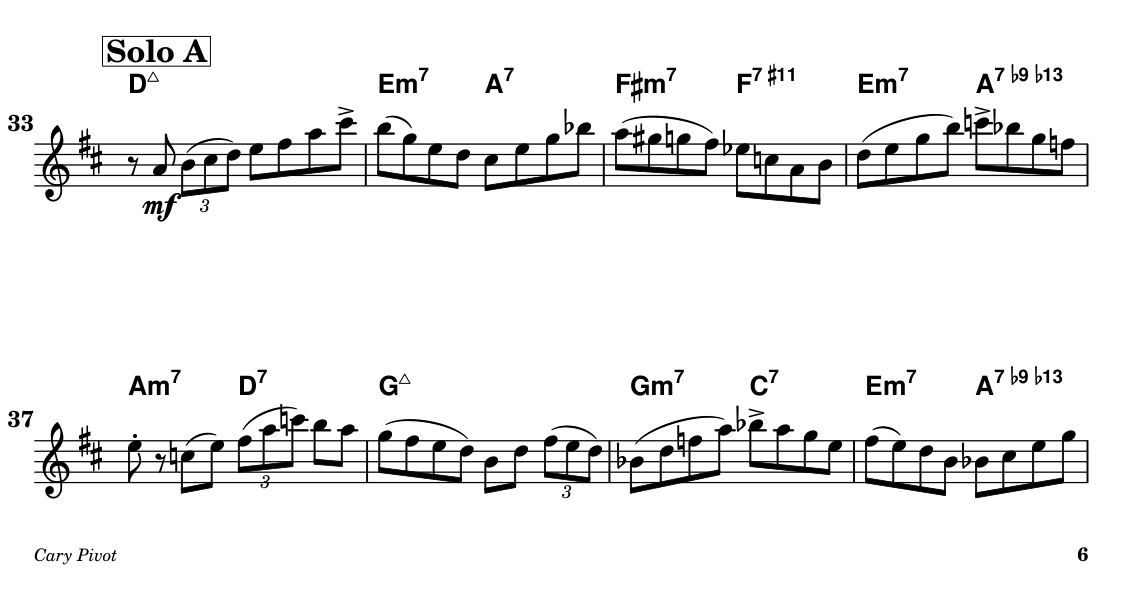 Solo A
D△ Em7 A7 F♯m7 F7 ♯11 Em7 A7 ♭9 ♭13
33
mf
3
Am7 D7 G△ Gm7 C7 Em7 A7 ♭9 ♭13
37
3 3
Cary Pivot 6